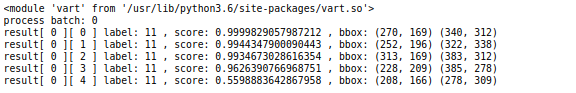 <module 'vart' from '/usr/lib/python3.6/site-packages/vart.so'>
process batch: 0
result[ 0 ][ 0 ] label: 11 , score: 0.9999829057987212 , bbox: (270, 169) (340, 312)
result[ 0 ][ 1 ] label: 11 , score: 0.9944347900090443 , bbox: (252, 196) (322, 338)
result[ 0 ][ 2 ] label: 11 , score: 0.9934673028616354 , bbox: (313, 169) (383, 312)
result[ 0 ][ 3 ] label: 11 , score: 0.9626390766968751 , bbox: (228, 209) (385, 278)
result[ 0 ][ 4 ] label: 11 , score: 0.5598883642867958 , bbox: (208, 166) (278, 309)